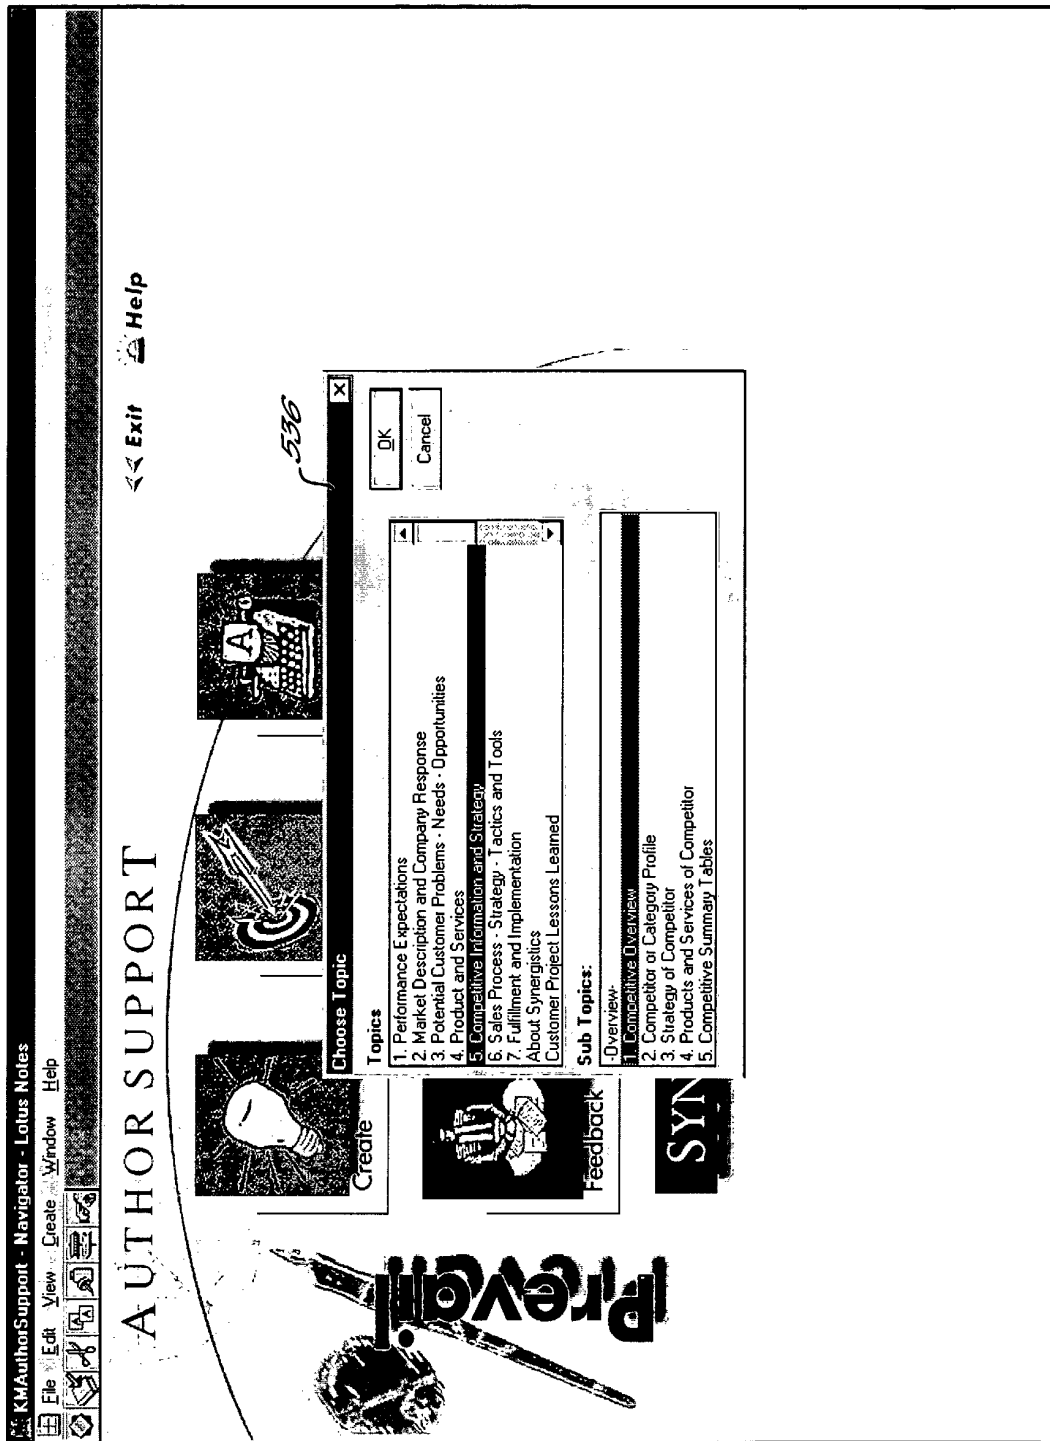 KMAuthorSupport - Navigator - Lotus Notes
File Edit View Create Window Help
AUTHOR SUPPORT
Exit Help
536
A
Create
Feedback
SYN
Prevail
Choose Topic
Topics
1. Performance Expectations
2. Market Description and Company Response
3. Potential Customer Problems - Needs - Opportunities
4. Product and Services
5. Competitive Information and Strategy
6. Sales Process - Strategy - Tactics and Tools
7. Fulfillment and Implementation
About Synergistics
Customer Project Lessons Learned
OK
Cancel
Sub Topics:
-Overview-
1. Competitive Overview
2. Competitor or Category Profile
3. Strategy of Competitor
4. Products and Services of Competitor
5. Competitive Summary Tables